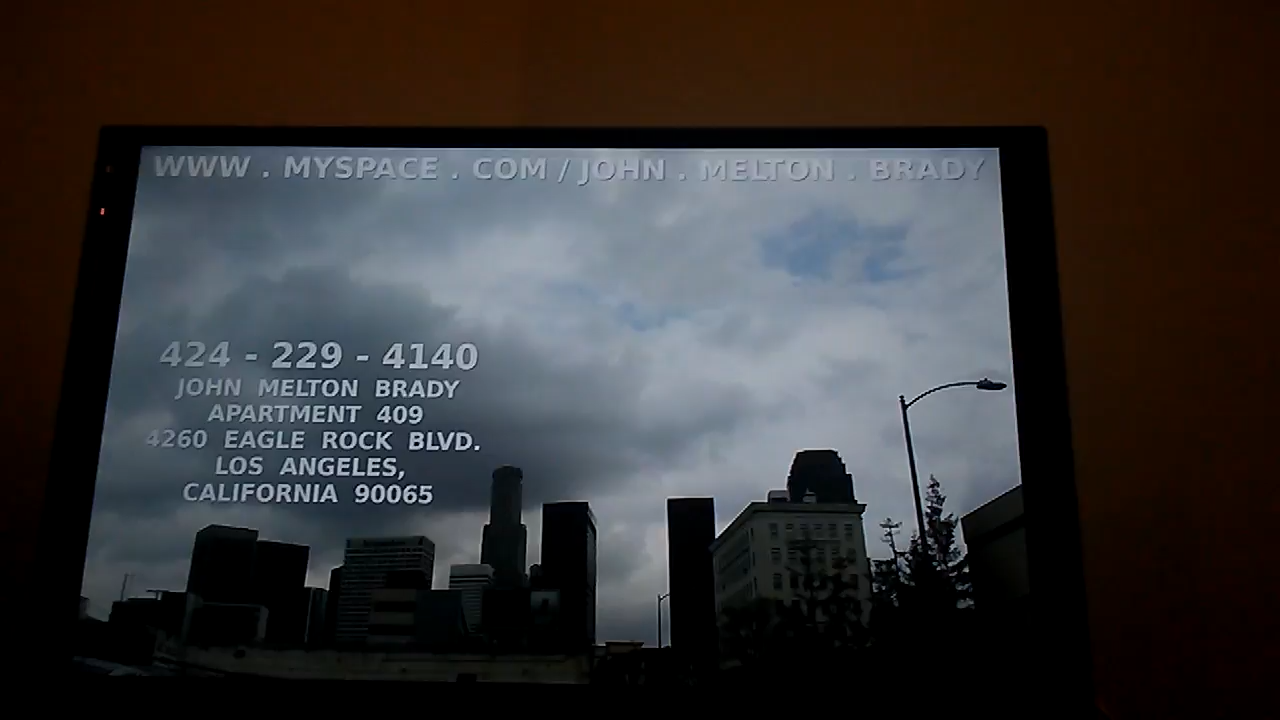 WWW . MYSPACE . COM / JOHN . MELTON . BRADY
424 - 229 - 4140
JOHN MELTON BRADY
APARTMENT 409
4260 EAGLE ROCK BLVD.
LOS ANGELES,
CALIFORNIA 90065